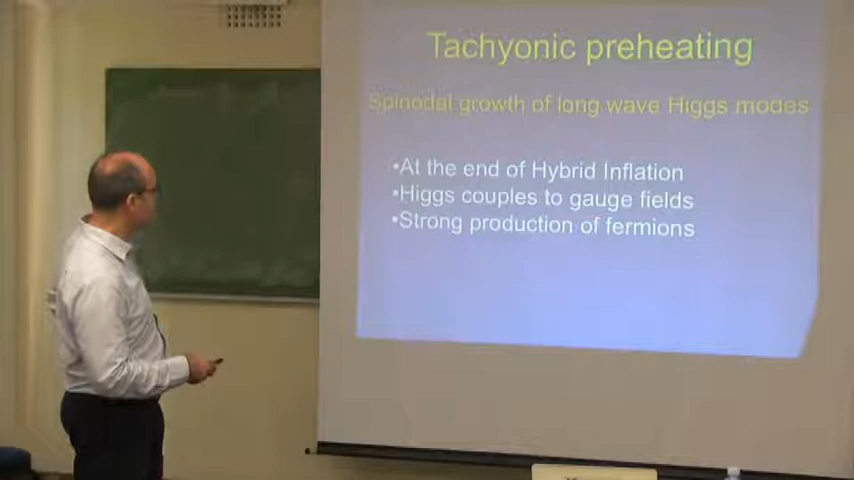 Tachyonic preheating
Spinodal growth of long wave Higgs modes
•At the end of Hybrid Inflation
•Higgs couples to gauge fields
•Strong production of fermions